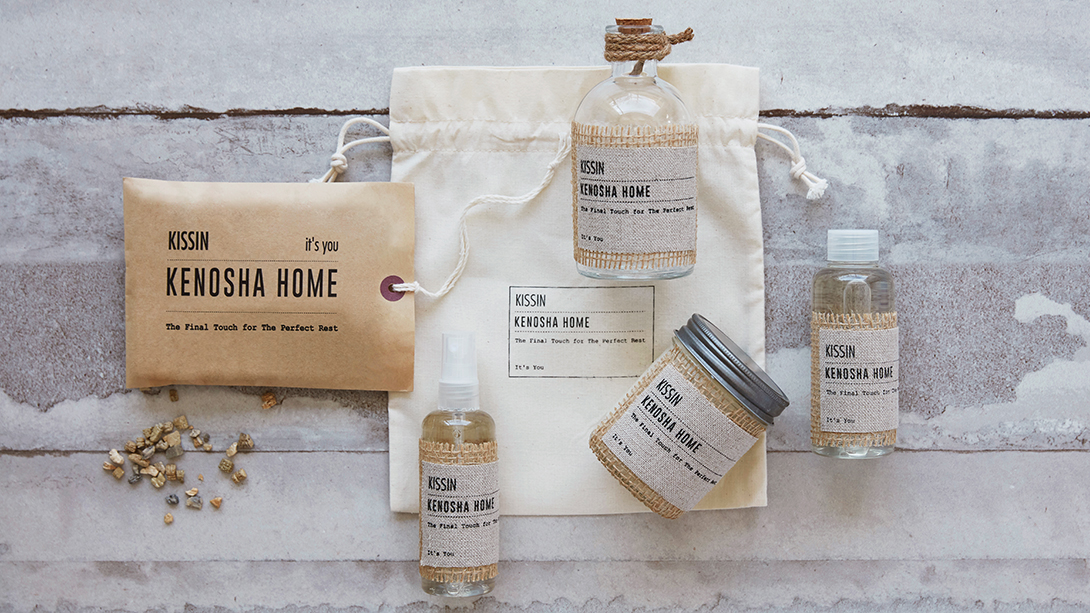 KISSIN it's you
KENOSHA HOME
The Final Touch for The Perfect Rest
KISSIN
KENOSHA HOME
The Final Touch for The Perfect Rest
It's You
KISSIN
KENOSHA HOME
The Final Touch for The Perfect Rest
It's You
KISSIN
KENOSHA HOME
The Final Touch for The
It's You
KISSIN
KENOSHA HOME
The Final Touch for The Perfect
It's You
KISSIN
KENOSHA HOME
The Final Touch for The
It's You